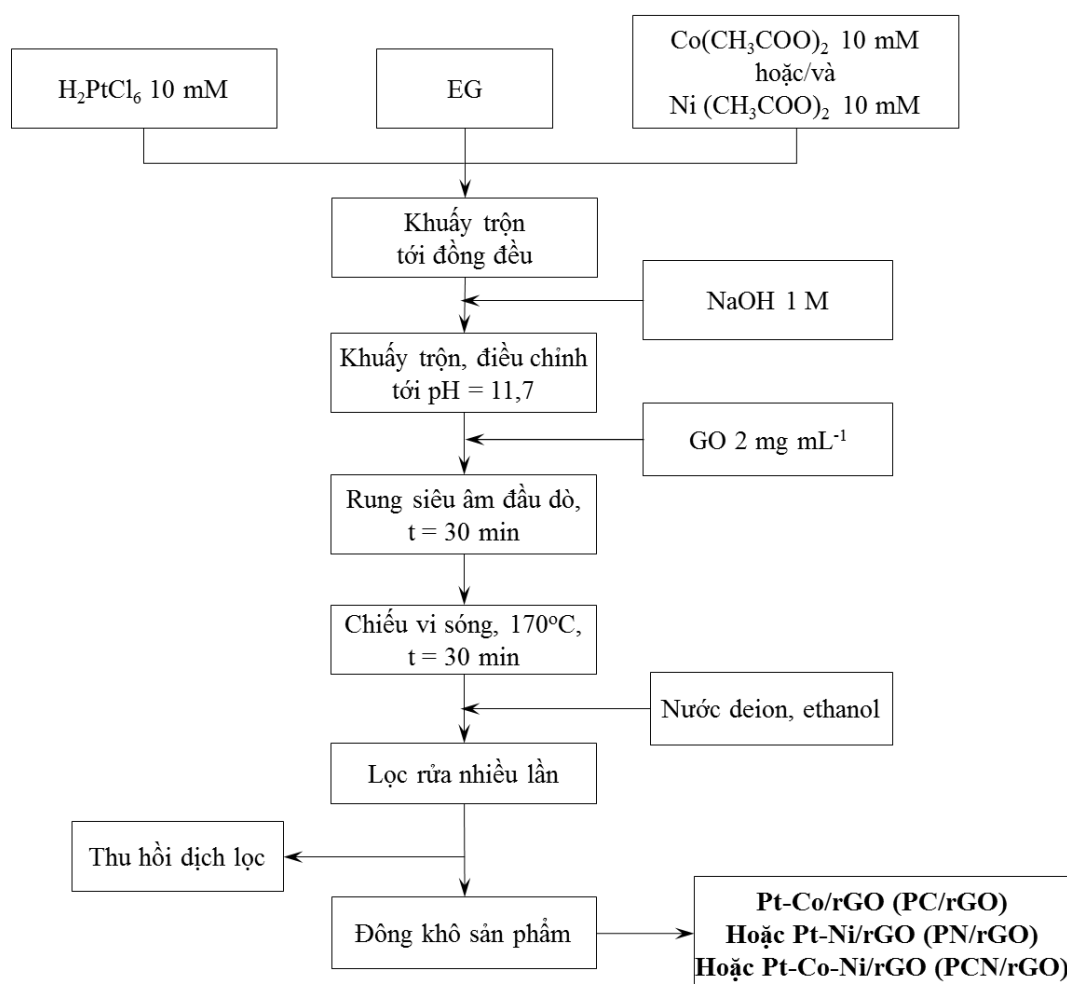 H₂PtCl₆ 10 mM
EG
Co(CH₃COO)₂ 10 mM
hoặc/và
Ni (CH₃COO)₂ 10 mM
Khuấy trộn
tới đồng đều
NaOH 1 M
Khuấy trộn, điều chỉnh
tới pH = 11,7
GO 2 mg mL⁻¹
Rung siêu âm đầu dò,
t = 30 min
Chiếu vi sóng, 170ºC,
t = 30 min
Nước deion, ethanol
Lọc rửa nhiều lần
Thu hồi dịch lọc
Đông khô sản phẩm
Pt-Co/rGO (PC/rGO)
Hoặc Pt-Ni/rGO (PN/rGO)
Hoặc Pt-Co-Ni/rGO (PCN/rGO)